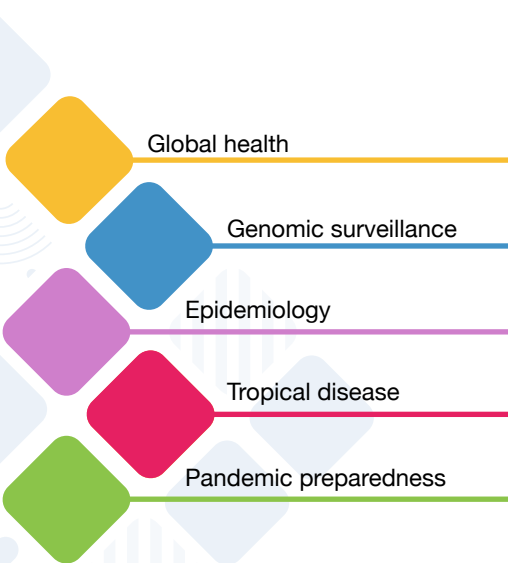 Global health
Genomic surveillance
Epidemiology
Tropical disease
Pandemic preparedness